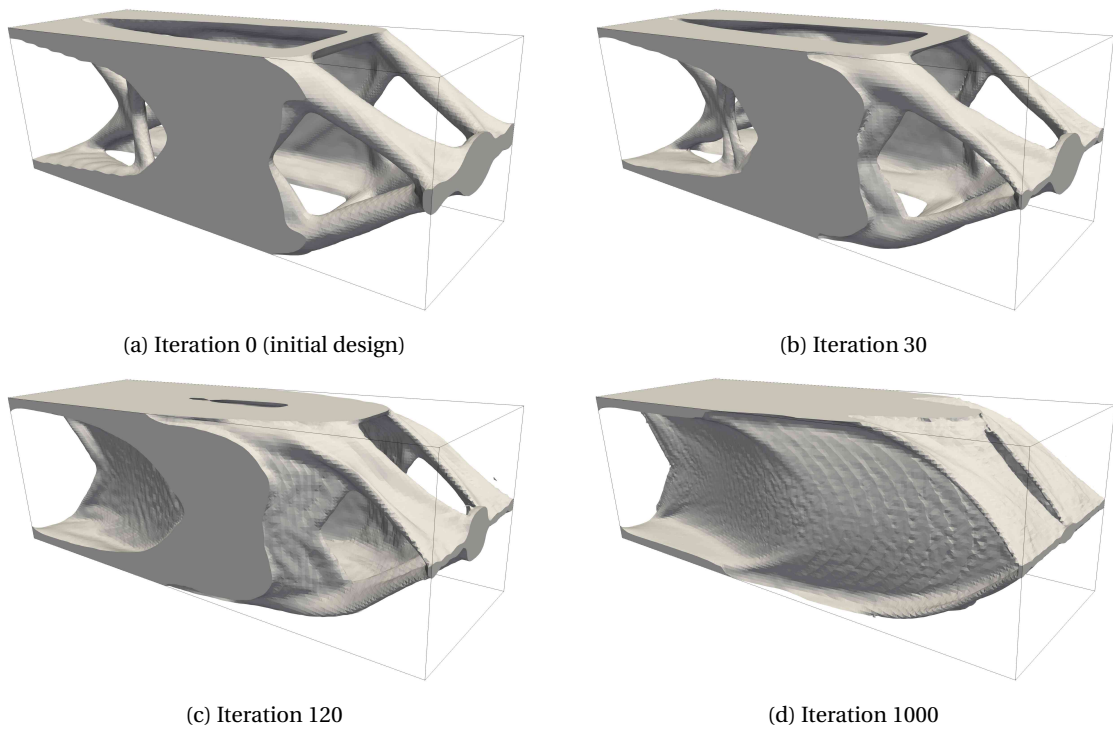 (a) Iteration 0 (initial design)
(b) Iteration 30
(c) Iteration 120
(d) Iteration 1000